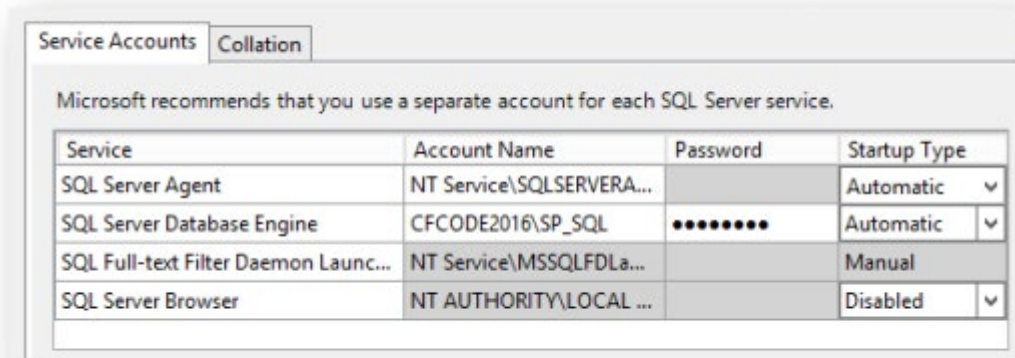 Service Accounts Collation
Microsoft recommends that you use a separate account for each SQL Server service.
Service Account Name Password Startup Type
SQL Server Agent NT Service\SQLSERVERA... Automatic
SQL Server Database Engine CFCODE2016\SP_SQL ●●●●●●●● Automatic
SQL Full-text Filter Daemon Launc... NT Service\MSSQLFDLa... Manual
SQL Server Browser NT AUTHORITY\LOCAL ... Disabled